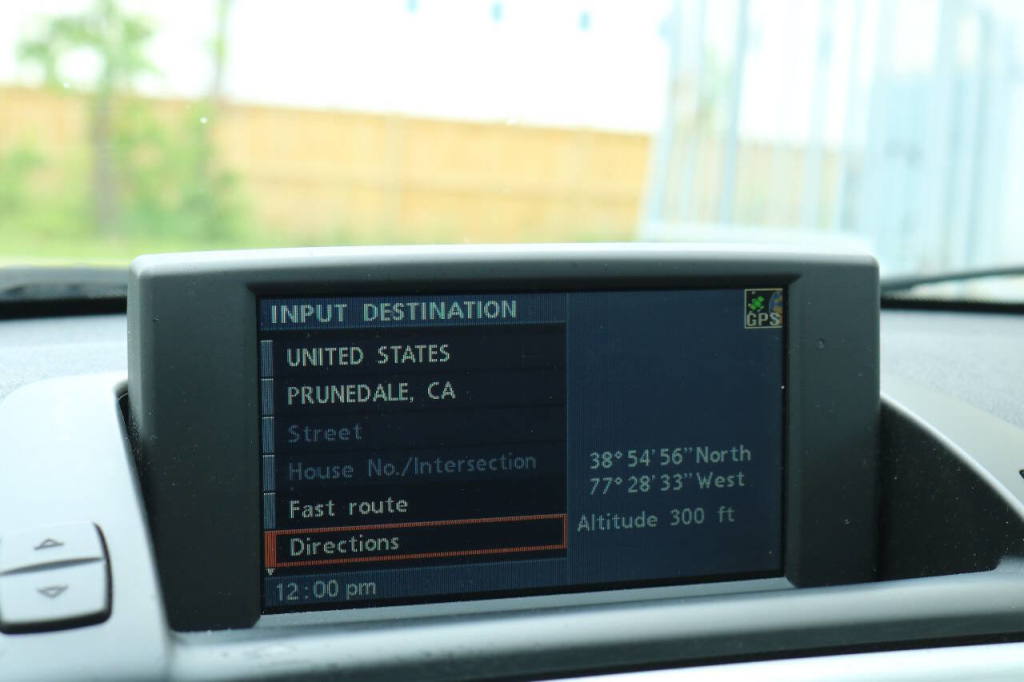 INPUT DESTINATION
GPS
UNITED STATES
PRUNEDALE, CA
Street
House No./Intersection
Fast route
Directions
12:00 pm
38°54'56"North
77°28'33"West
Altitude 300 ft